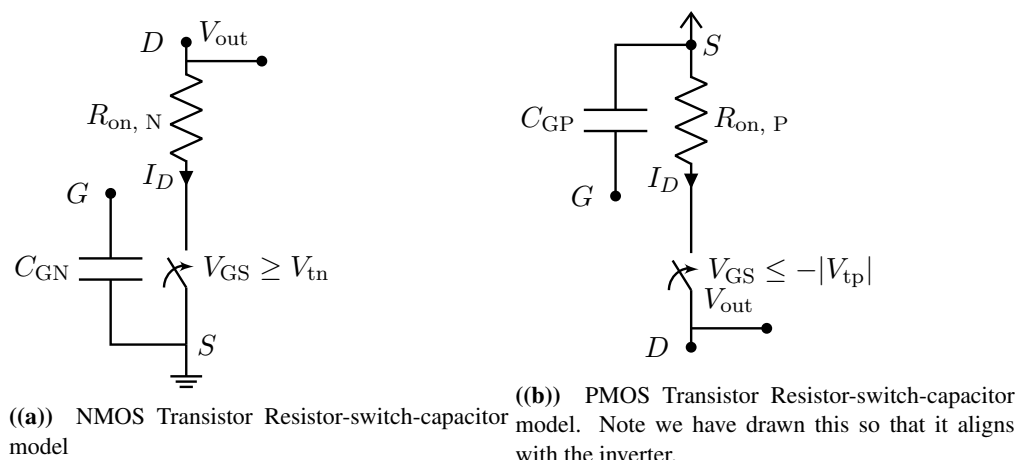 D
V_out
R_on, N
I_D
G
C_GN
V_GS ≥ V_tn
S
((a)) NMOS Transistor Resistor-switch-capacitor
model
S
C_GP
R_on, P
I_D
G
V_GS ≤ −|V_tp|
V_out
D
((b)) PMOS Transistor Resistor-switch-capacitor
model. Note we have drawn this so that it aligns
with the inverter.